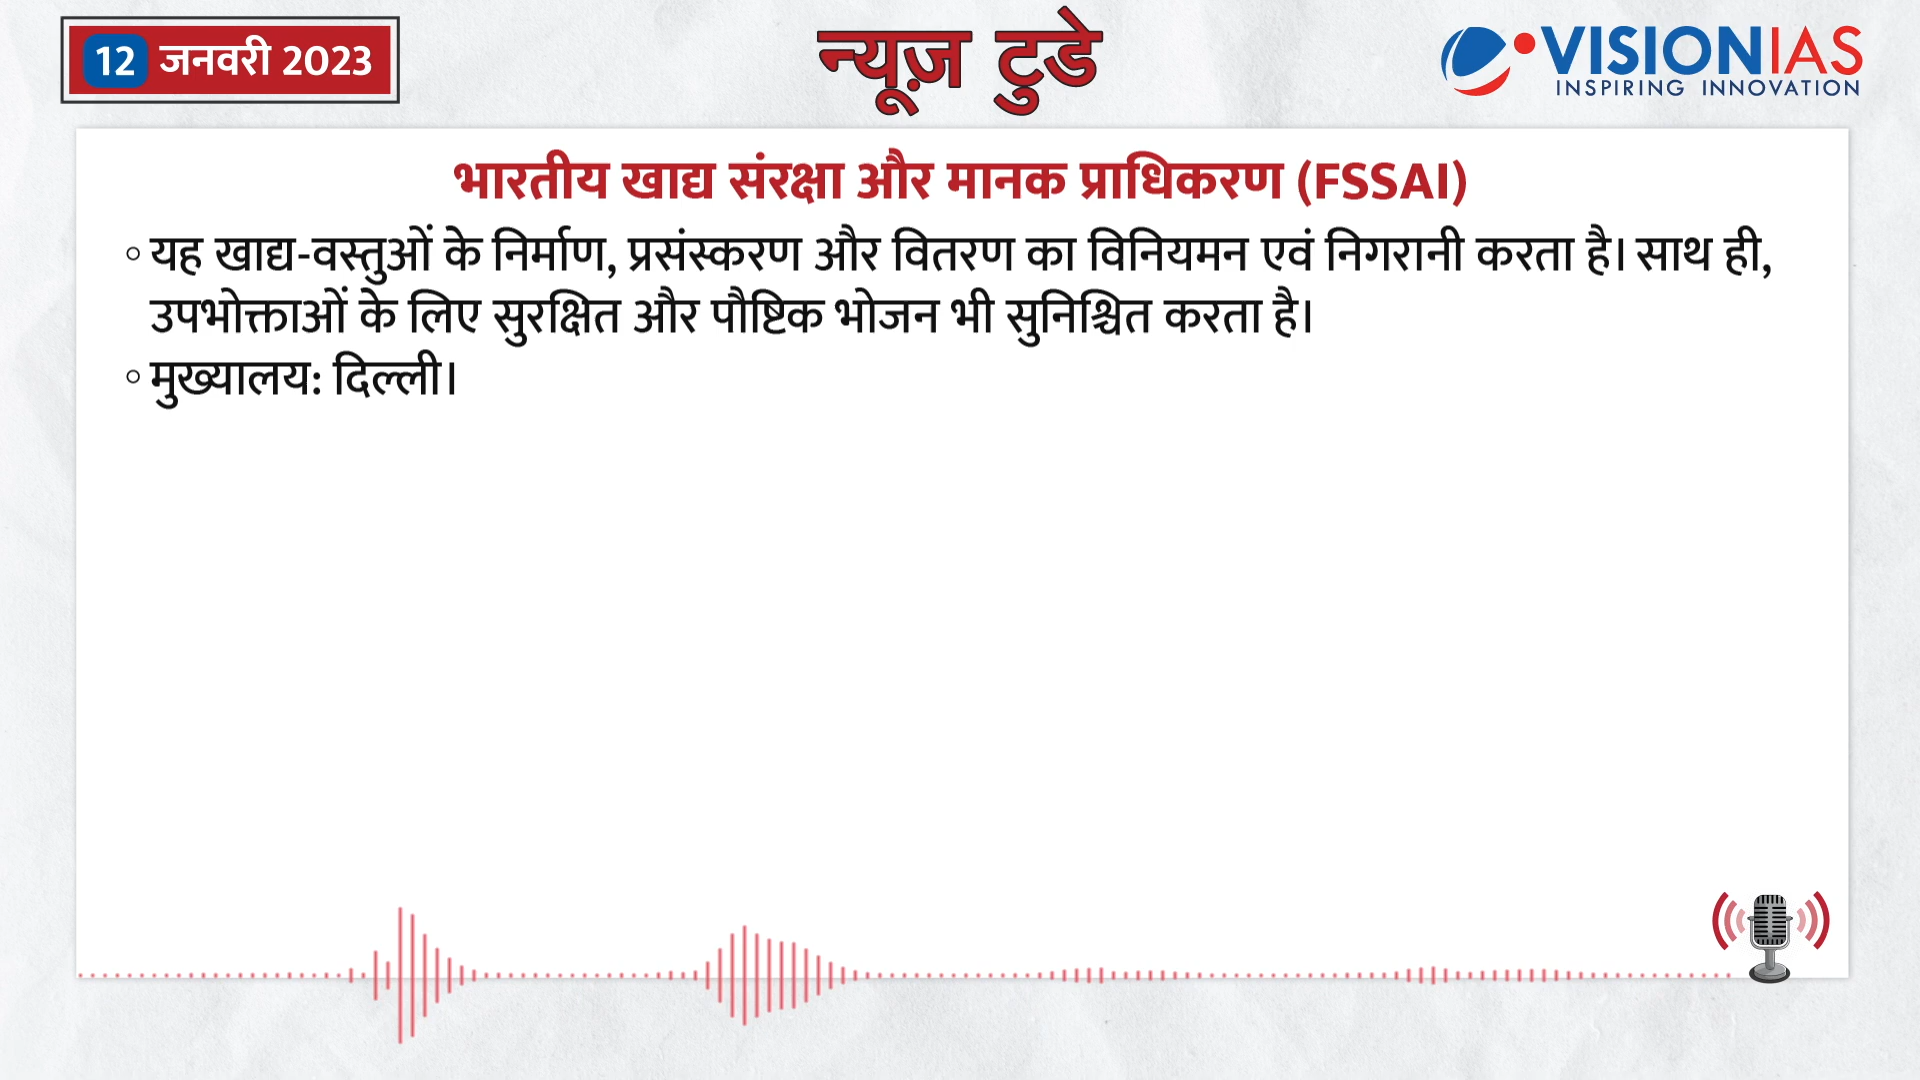 12 जनवरी 2023
न्यूज़ टुडे
VISIONIAS
INSPIRING INNOVATION
भारतीय खाद्य संरक्षा और मानक प्राधिकरण (FSSAI)
◦ यह खाद्य-वस्तुओं के निर्माण, प्रसंस्करण और वितरण का विनियमन एवं निगरानी करता है। साथ ही,
उपभोक्ताओं के लिए सुरक्षित और पौष्टिक भोजन भी सुनिश्चित करता है।
◦ मुख्यालय: दिल्ली।